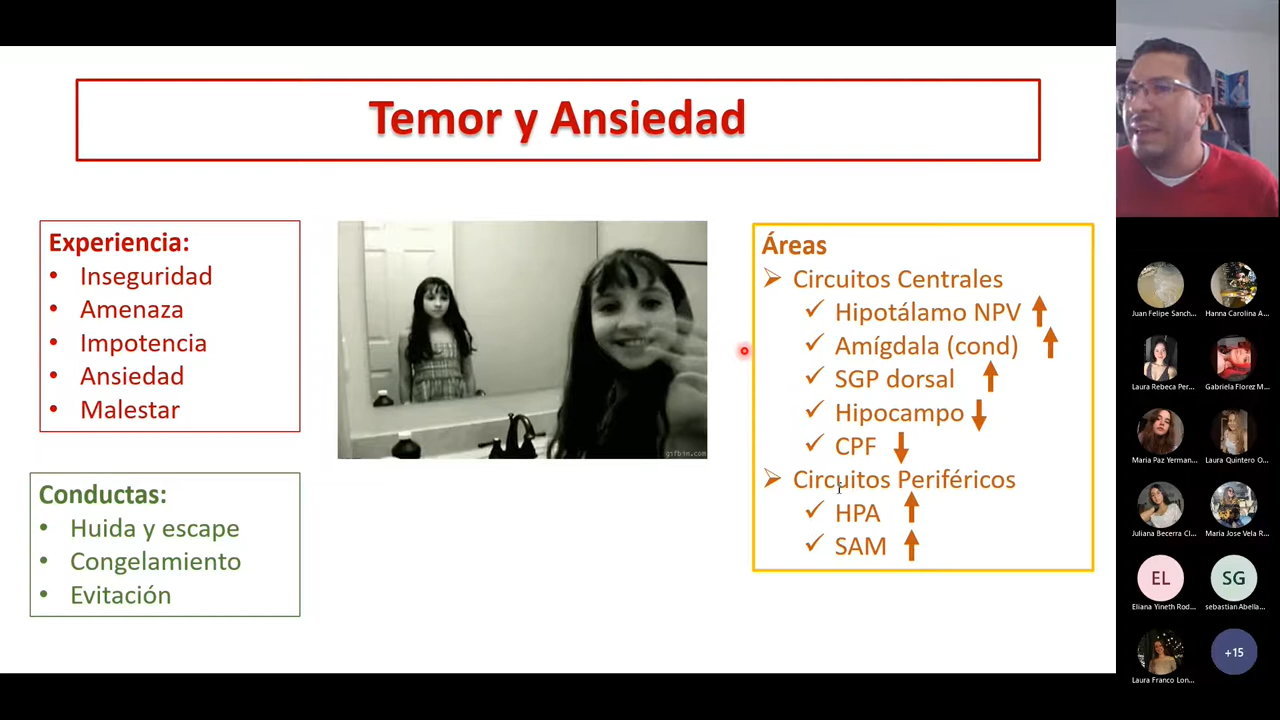 Temor y Ansiedad
Experiencia:
• Inseguridad
• Amenaza
• Impotencia
• Ansiedad
• Malestar
Conductas:
• Huida y escape
• Congelamiento
• Evitación
gifbin.com
Áreas
➢ Circuitos Centrales
✓ Hipotálamo NPV ↑
✓ Amígdala (cond) ↑
✓ SGP dorsal ↑
✓ Hipocampo ↓
✓ CPF ↓
➢ Circuitos Periféricos
✓ HPA ↑
✓ SAM ↑
Juan Felipe Sanch...
Hanna Carolina A...
Laura Rebeca Per...
Gabriela Florez M...
María Paz Yerman...
Laura Quintero O...
Juliana Becerra Cl...
Maria Jose Vela R...
EL
SG
Eliana Yineth Rod...
sebastian Abella...
+15
Laura Franco Lon...